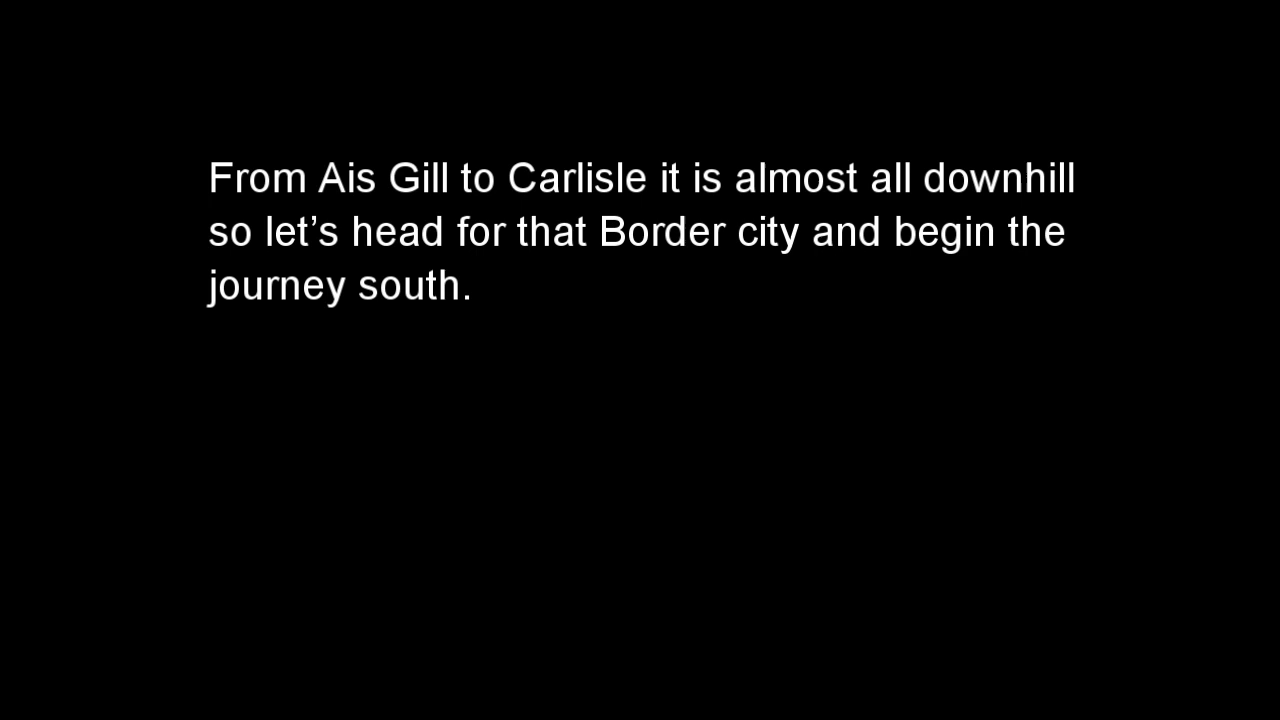 From Ais Gill to Carlisle it is almost all downhill
so let’s head for that Border city and begin the
journey south.